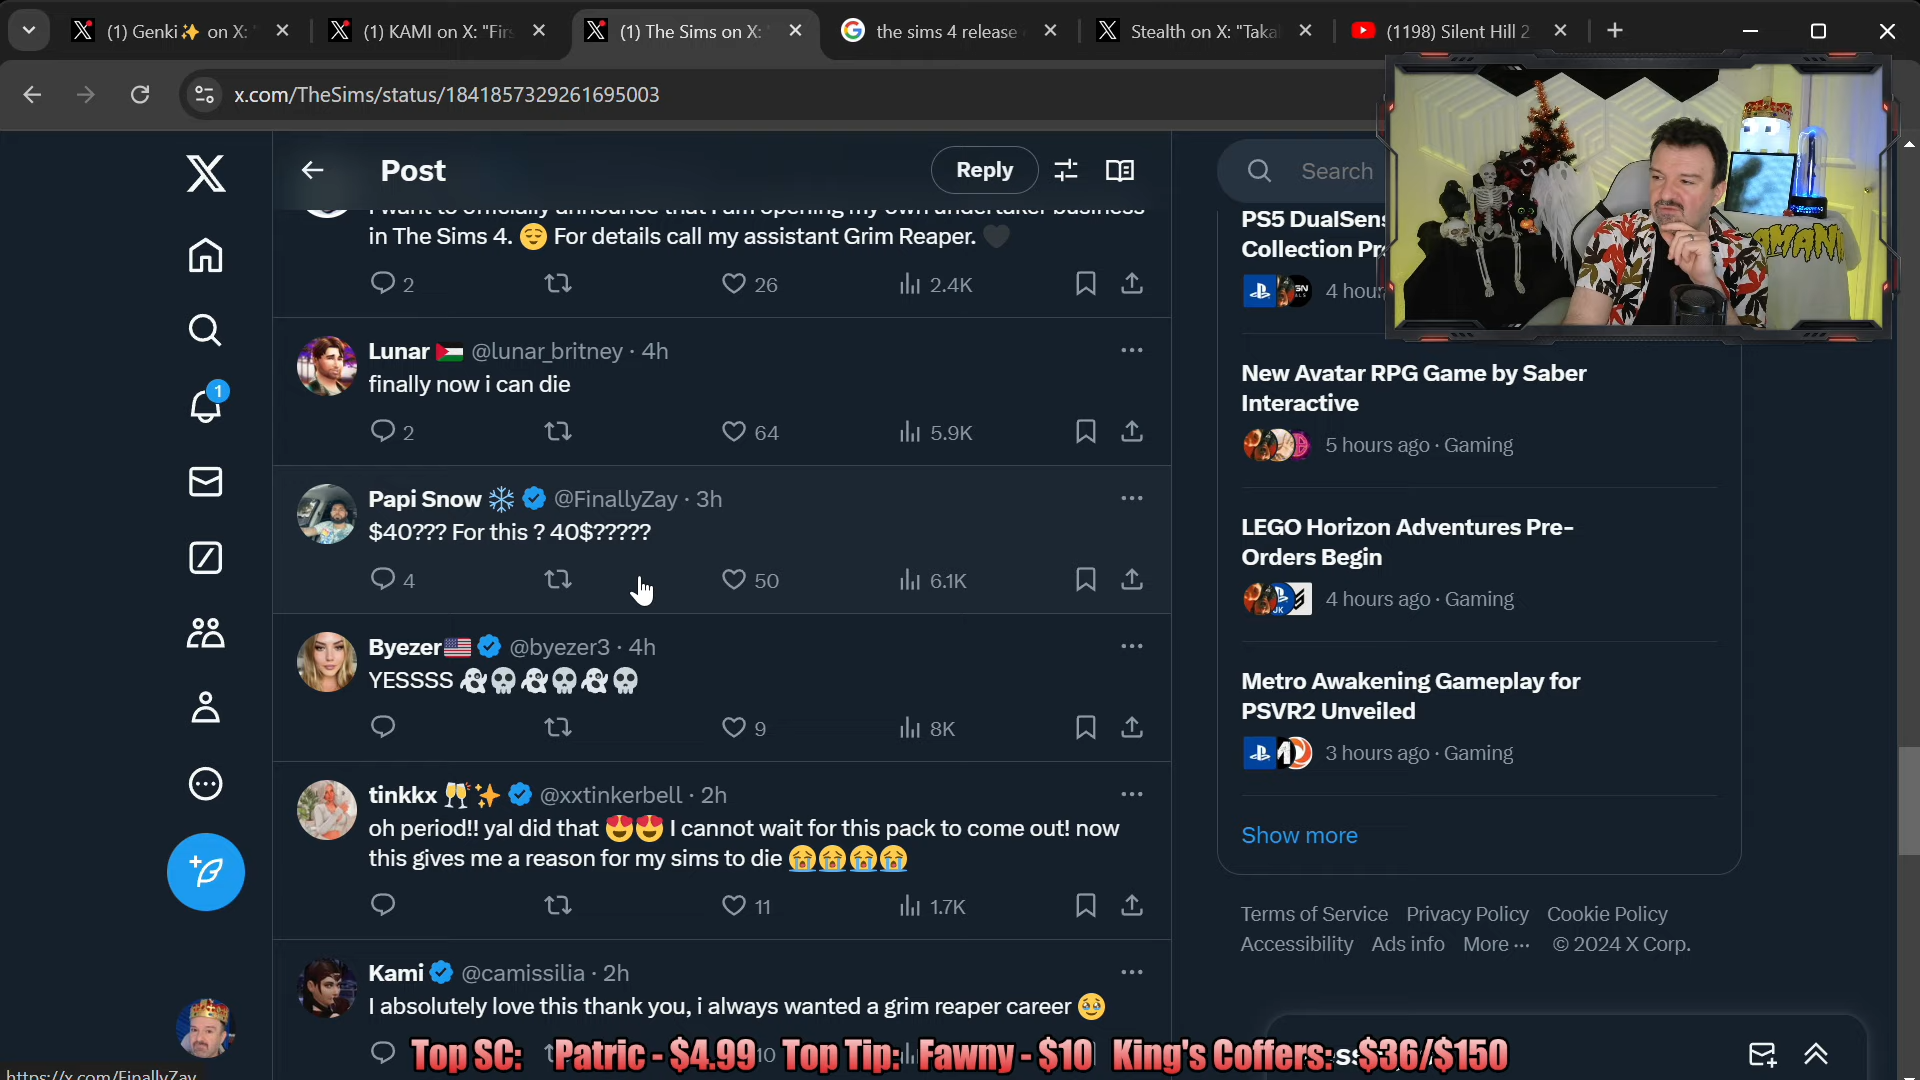 (1) Genki✨ on X: "
(1) KAMI on X: "Fir
(1) The Sims on X:
the sims 4 release
Stealth on X: "Taka
(1198) Silent Hill 2
x.com/TheSims/status/1841857329261695003
Post
Reply
Search
I want to officially announce that I am opening my own undertaker business
in The Sims 4. 😌 For details call my assistant Grim Reaper. 🖤
2
26
2.4K
Lunar 🇵🇸 @lunar_britney · 4h
finally now i can die
2
64
5.9K
Papi Snow ❄️ @FinallyZay · 3h
$40??? For this ? 40$?????
4
50
6.1K
Byezer🇺🇸 @byezer3 · 4h
YESSSS 👻💀👻💀👻💀
9
8K
tinkkx 🥂✨ @xxtinkerbell · 2h
oh period!! yal did that 😍😍 I cannot wait for this pack to come out! now
this gives me a reason for my sims to die 😭😭😭😭
11
1.7K
Kami @camissilia · 2h
I absolutely love this thank you, i always wanted a grim reaper career 🥹
10
PS5 DualSens
Collection Pr
4 hour
New Avatar RPG Game by Saber
Interactive
5 hours ago · Gaming
LEGO Horizon Adventures Pre-
Orders Begin
4 hours ago · Gaming
Metro Awakening Gameplay for
PSVR2 Unveiled
3 hours ago · Gaming
Show more
Terms of Service Privacy Policy Cookie Policy
Accessibility Ads info More ··· © 2024 X Corp.
1
Top SC: Patric - $4.99 Top Tip: Fawny - $10 King's Coffers: $36/$150
https://x.com/FinallyZay